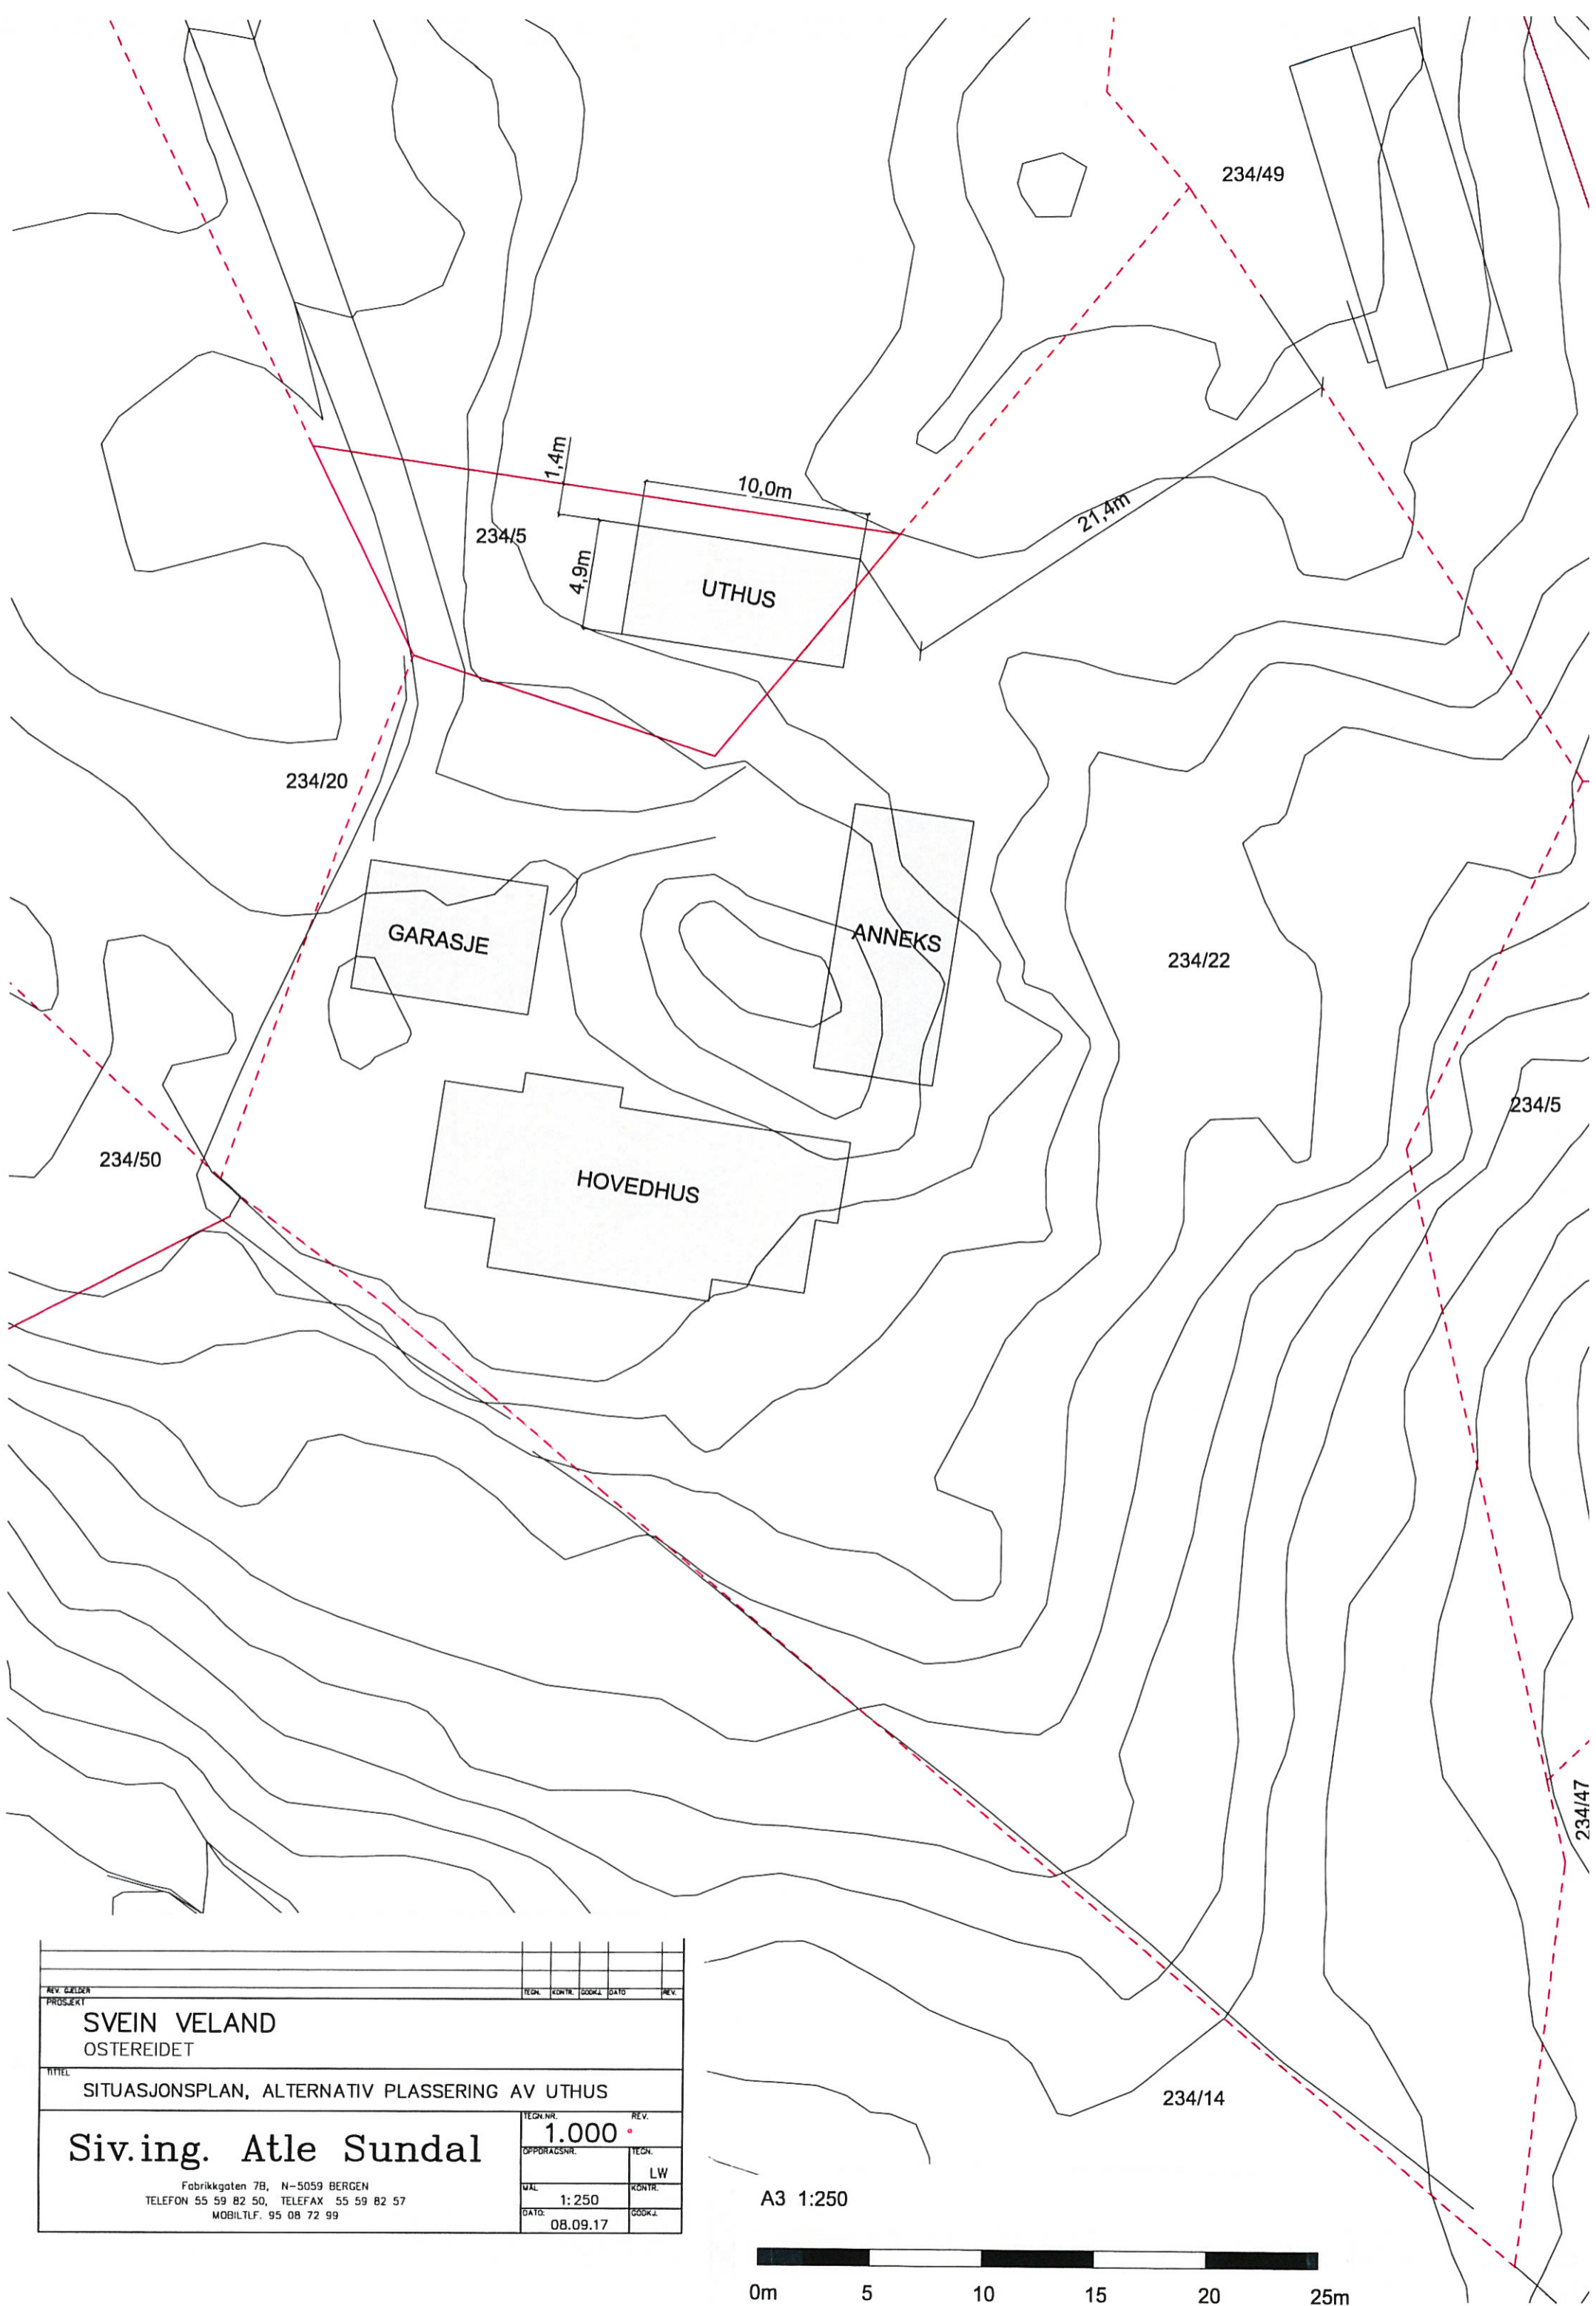 234/49
1,4m
10,0m
21,4m
234/5
4,9m
UTHUS
234/20
GARASJE
ANNEKS
234/22
234/5
234/50
HOVEDHUS
234/47
REV. GJELDER TEGN. KONTR. GODKJ. DATO REV.
PROSJEKT
SVEIN VELAND
OSTEREIDET
TITTEL
SITUASJONSPLAN, ALTERNATIV PLASSERING AV UTHUS
Siv.ing. Atle Sundal
Fabrikkgaten 7B, N-5059 BERGEN
TELEFON 55 59 82 50, TELEFAX 55 59 82 57
MOBILTLF. 95 08 72 99
TEGN.NR. REV.
1.000
OPPDRAGSNR. TEGN.
LW
MÅL KONTR.
1:250
DATO: GODKJ.
08.09.17
234/14
A3 1:250
0m 5 10 15 20 25m